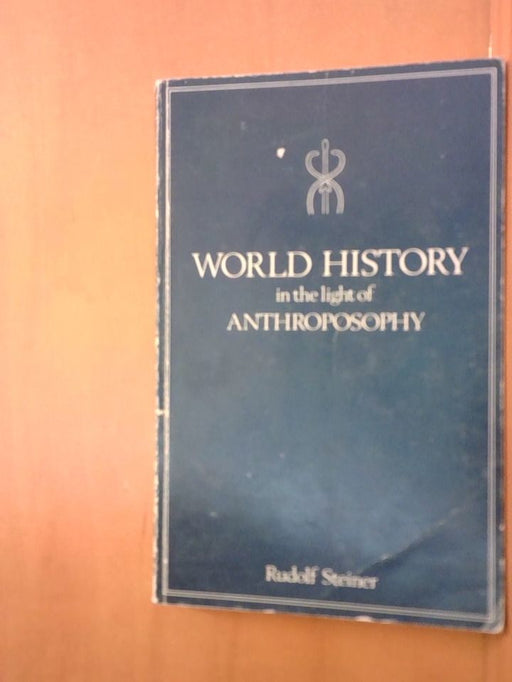 WORLD HISTORY
in the light of
ANTHROPOSOPHY
Rudolf Steiner